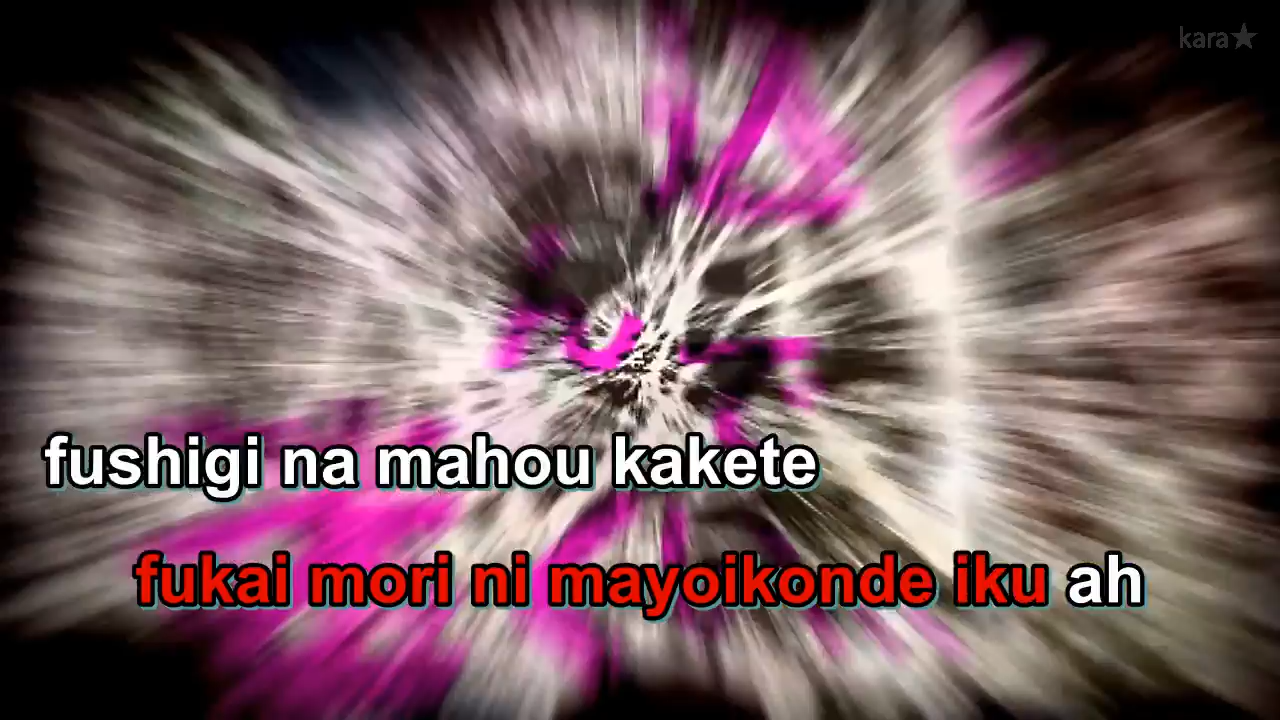 kara★
fushigi na mahou kakete
fukai mori ni mayoikonde iku ah